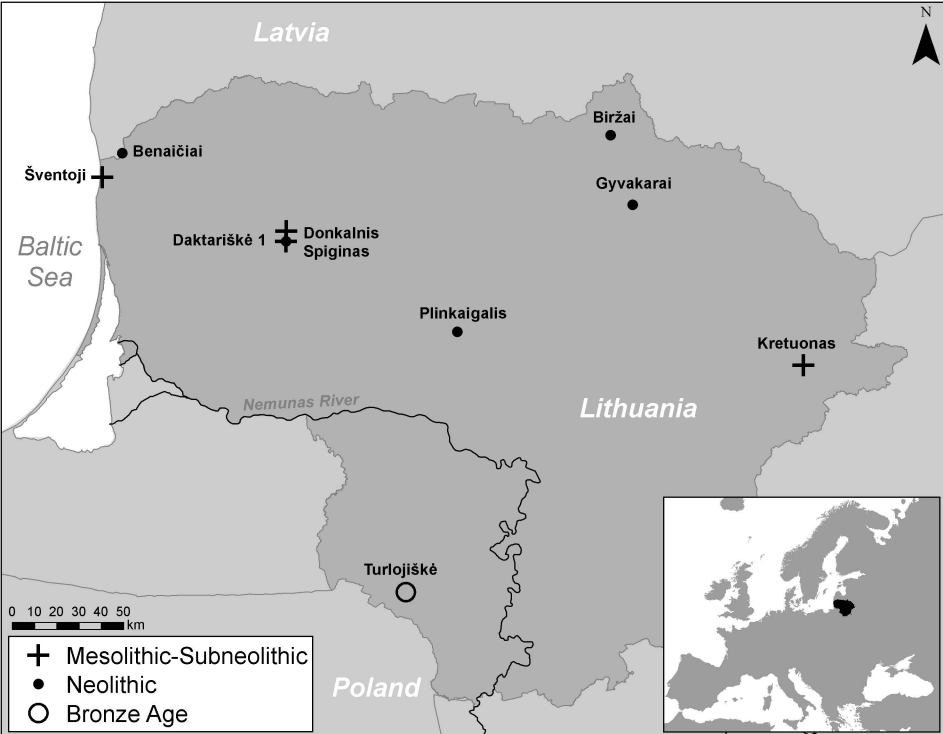 N
Latvia
Biržai
Benaičiai
Šventoji
Gyvakarai
Daktariškė 1
Donkalnis
Spiginas
Baltic
Sea
Plinkaigalis
Kretuonas
Nemunas River
Lithuania
Turlojiškė
0 10 20 30 40 50
km
Mesolithic-Subneolithic
Neolithic
Bronze Age
Poland